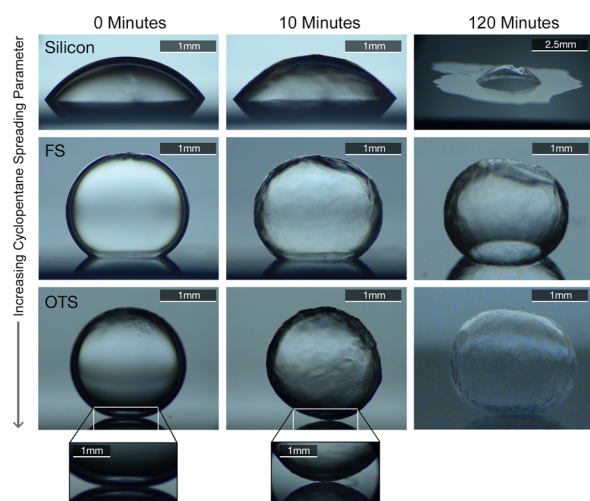 0 Minutes
10 Minutes
120 Minutes
Increasing Cyclopentane Spreading Parameter
Silicon
1mm
1mm
2.5mm
FS
1mm
1mm
1mm
OTS
1mm
1mm
1mm
1mm
1mm